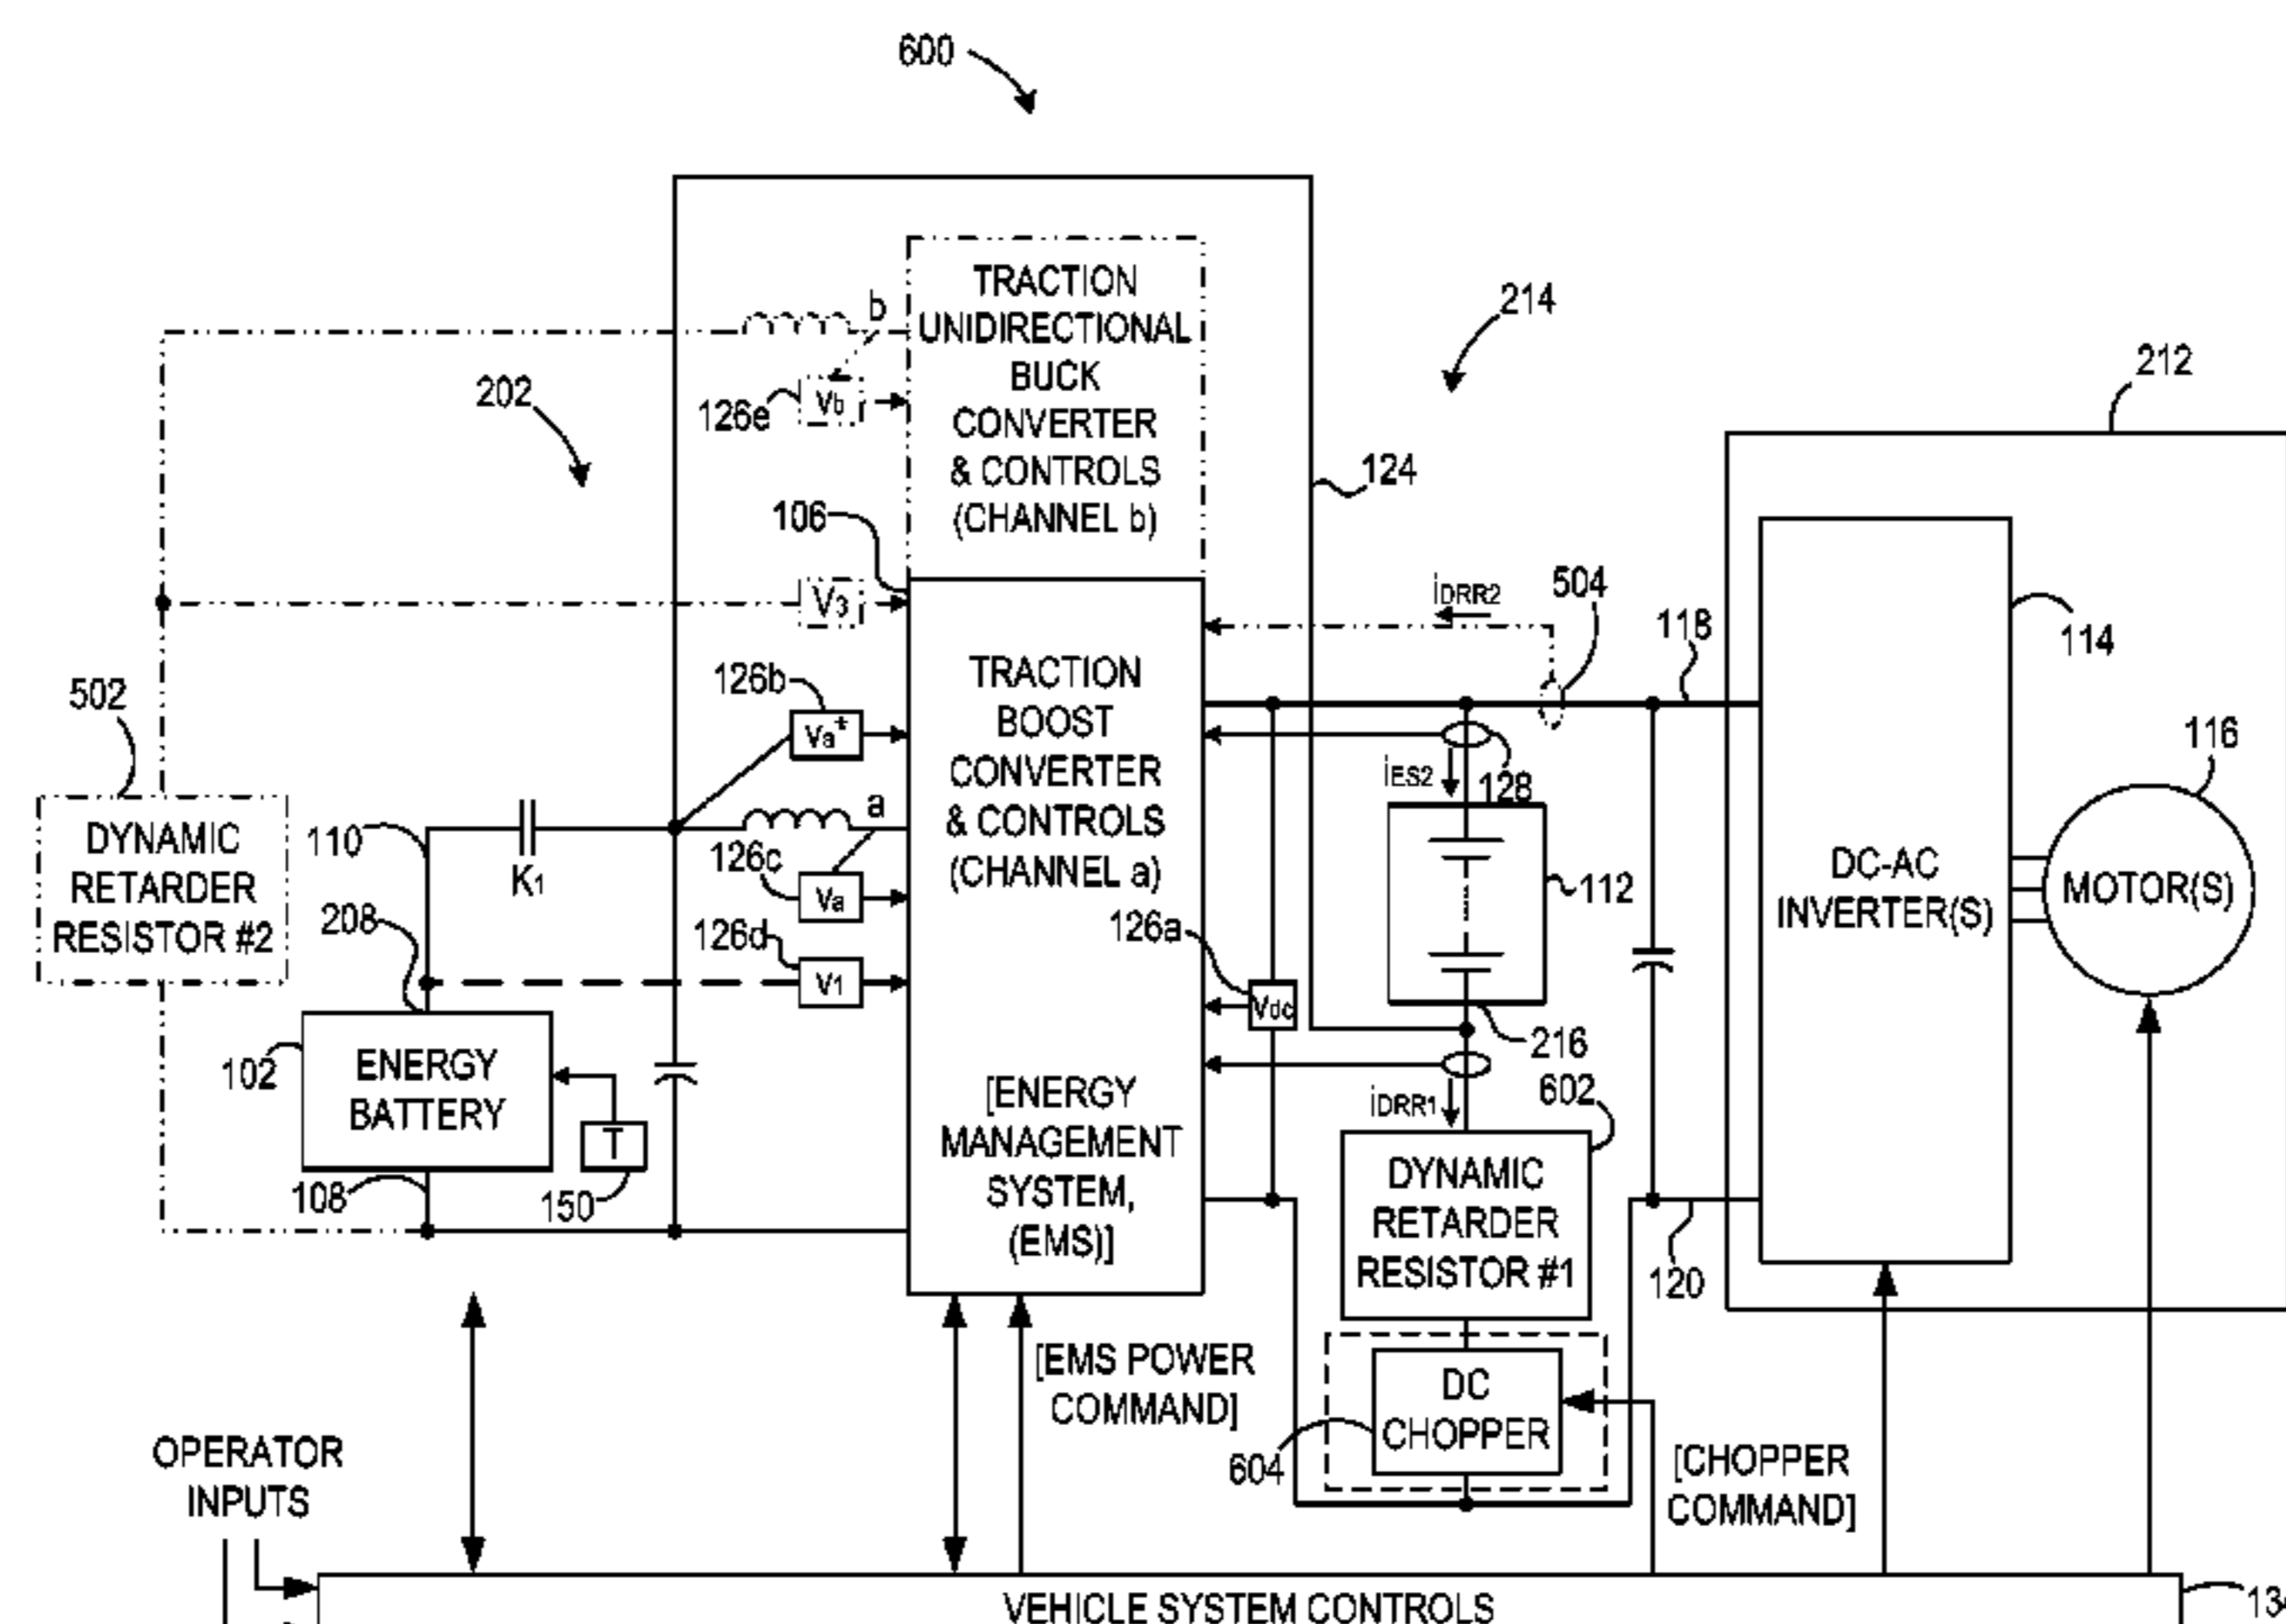 600
TRACTION
UNIDIRECTIONAL
BUCK
CONVERTER
& CONTROLS
(CHANNEL b)
b
Vb
126e
202
214
212
124
106
V3
iDRR2
504
118
114
502
DYNAMIC
RETARDER
RESISTOR #2
126b
Va+
TRACTION
BOOST
CONVERTER
& CONTROLS
(CHANNEL a)
[ENERGY
MANAGEMENT
SYSTEM,
(EMS)]
iES2
128
116
110
K1
a
126c
Va
208
126d
V1
126a
Vdc
112
DC-AC
INVERTER(S)
MOTOR(S)
102
ENERGY
BATTERY
T
150
108
216
602
iDRR1
DYNAMIC
RETARDER
RESISTOR #1
120
[EMS POWER
COMMAND]
DC
CHOPPER
604
[CHOPPER
COMMAND]
OPERATOR
INPUTS
VEHICLE SYSTEM CONTROLS